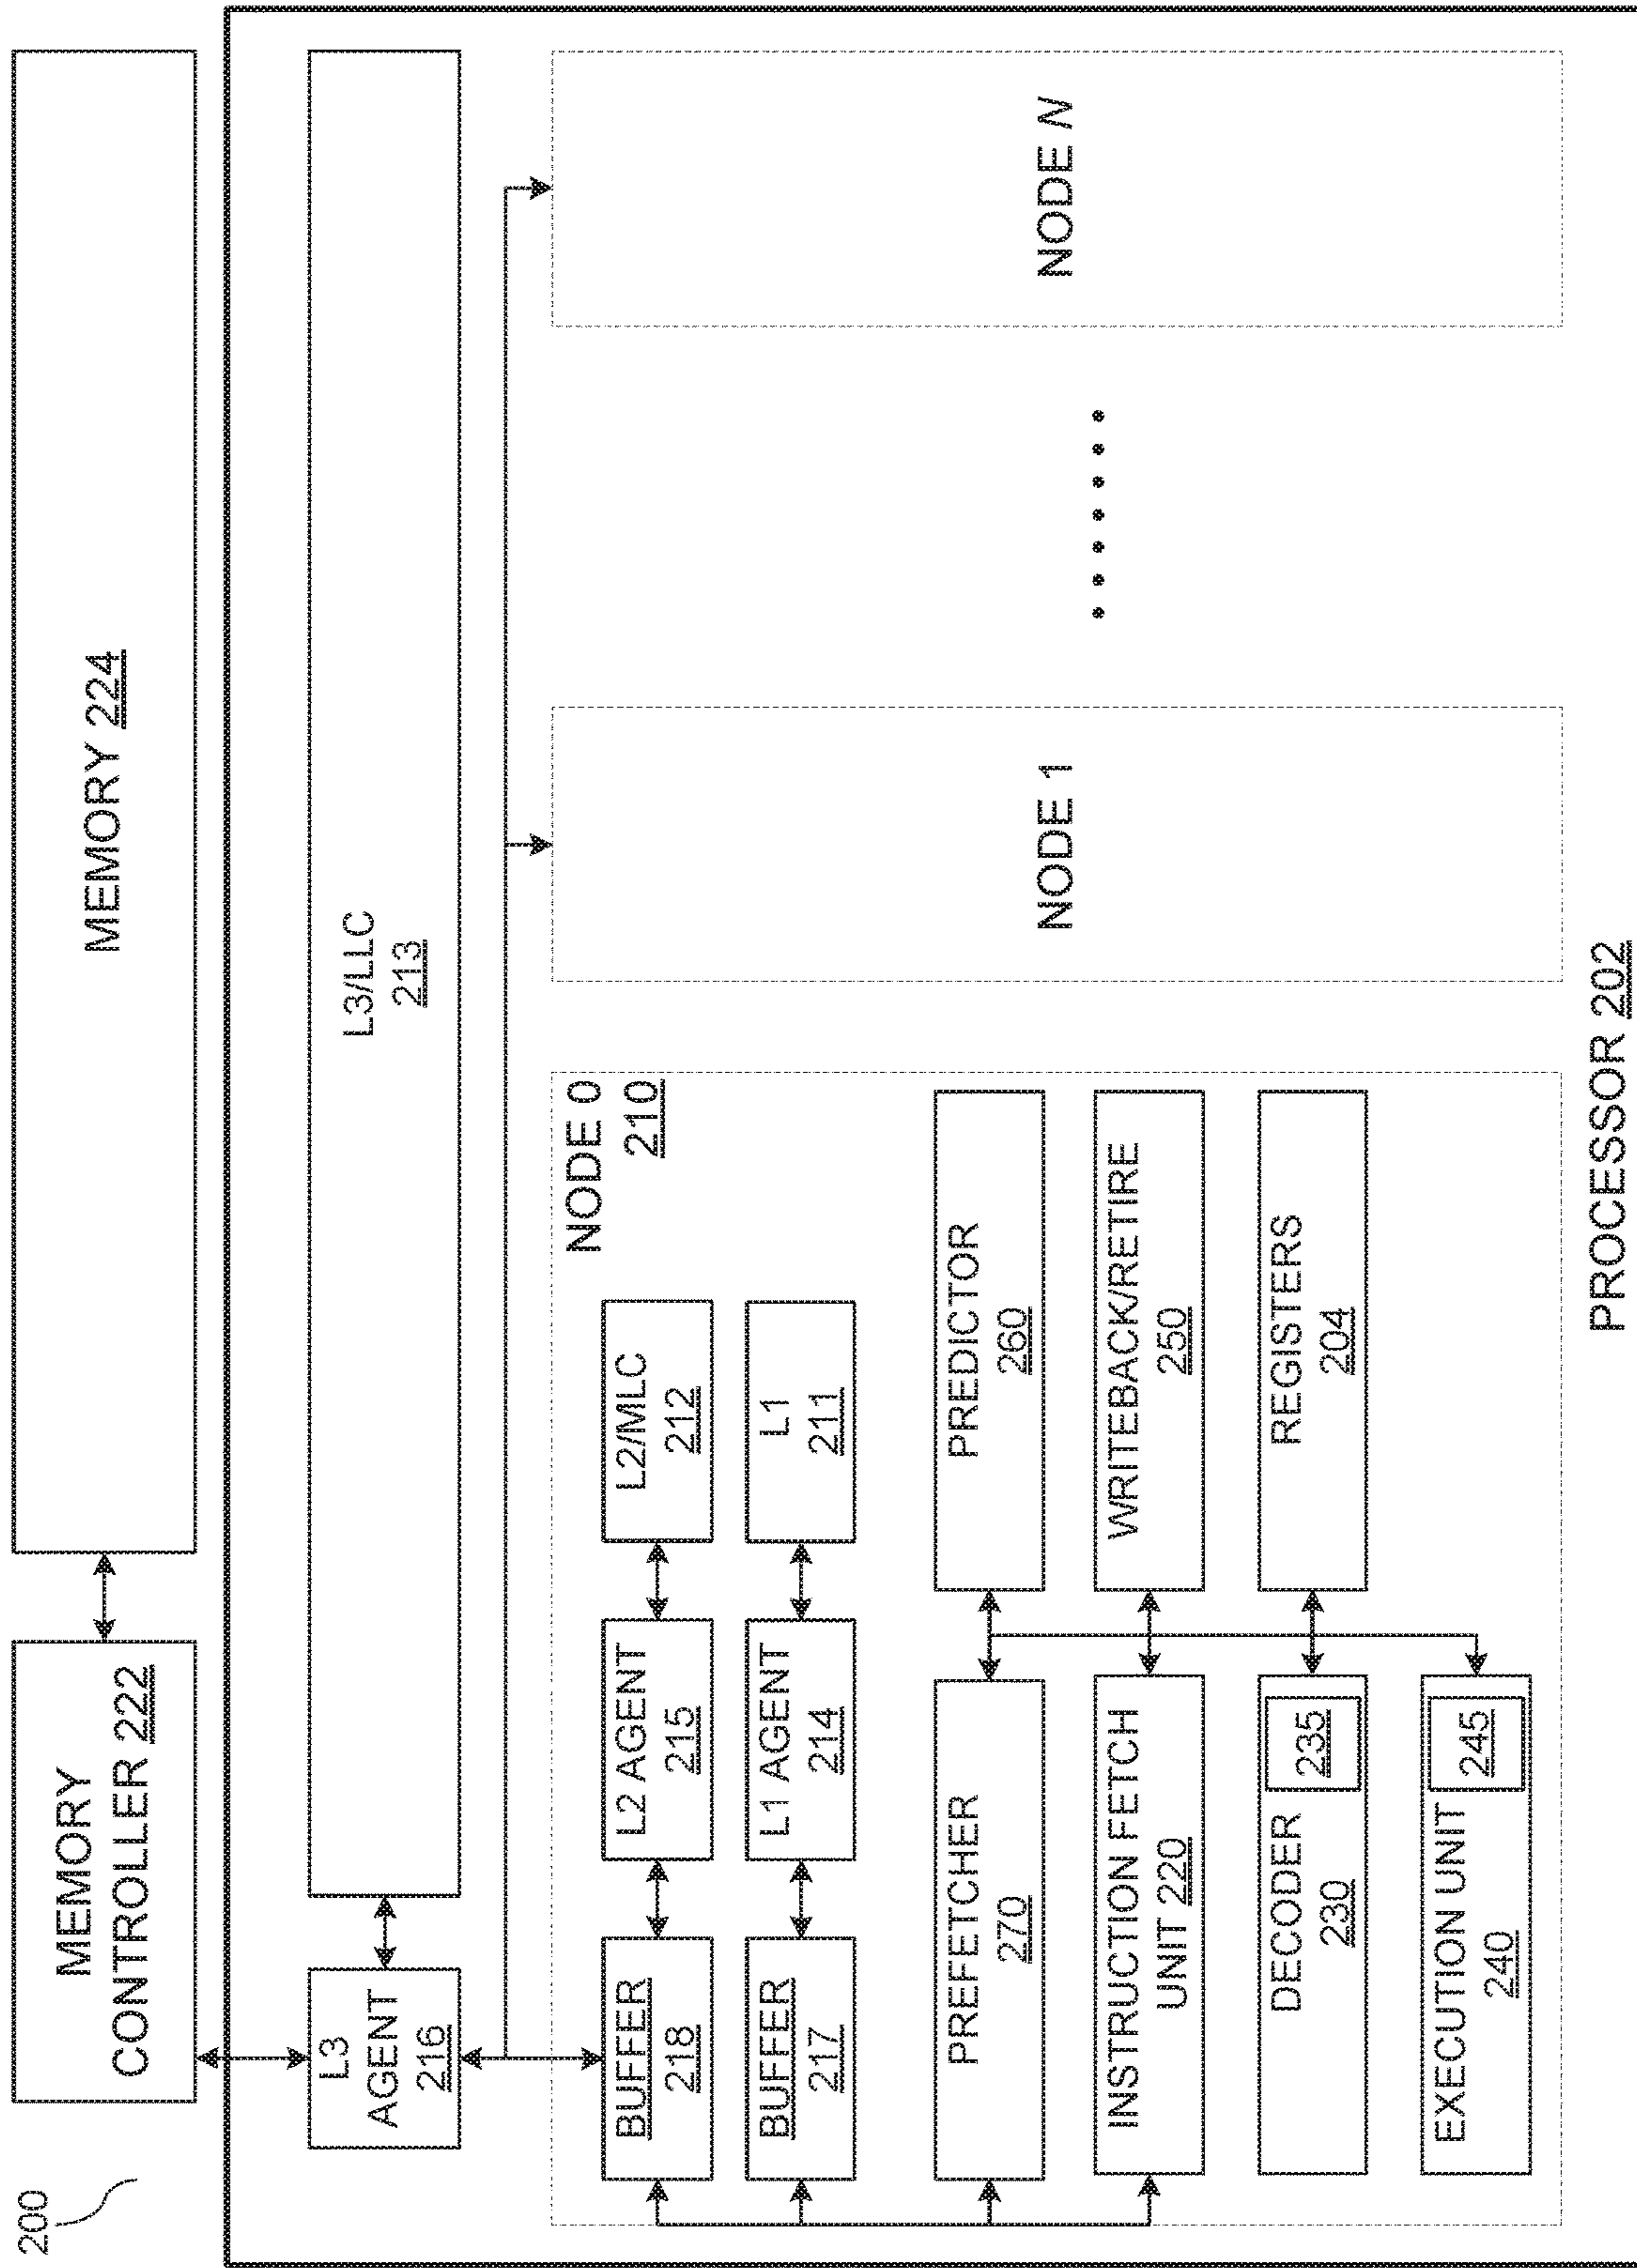 200
MEMORY
CONTROLLER 222
MEMORY 224
L3
AGENT
216
L3/LLC
213
NODE 0
210
BUFFER
218
L2 AGENT
215
L2/MLC
212
BUFFER
217
L1 AGENT
214
L1
211
PREFETCHER
270
PREDICTOR
260
INSTRUCTION FETCH
UNIT 220
WRITEBACK/RETIRE
250
DECODER
230
235
REGISTERS
204
EXECUTION UNIT
240
245
NODE 1
NODE N
PROCESSOR 202